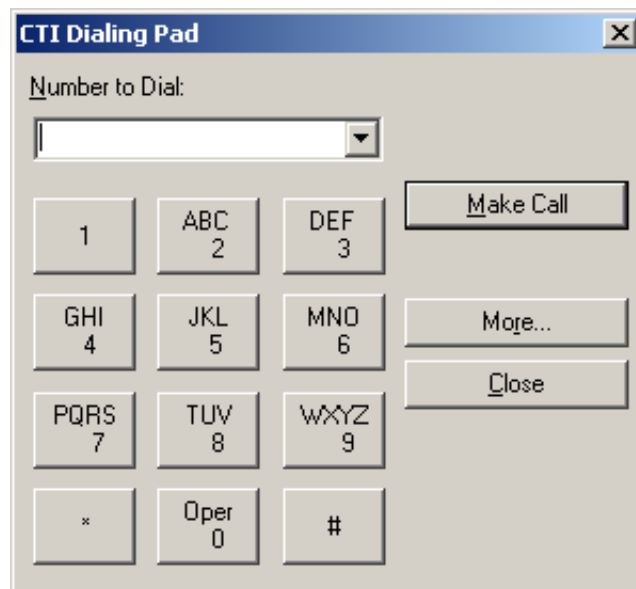 CTI Dialing Pad
Number to Dial:
Make Call
1
ABC
2
DEF
3
GHI
4
JKL
5
MNO
6
More...
Close
PQRS
7
TUV
8
WXYZ
9
*
Oper
0
#